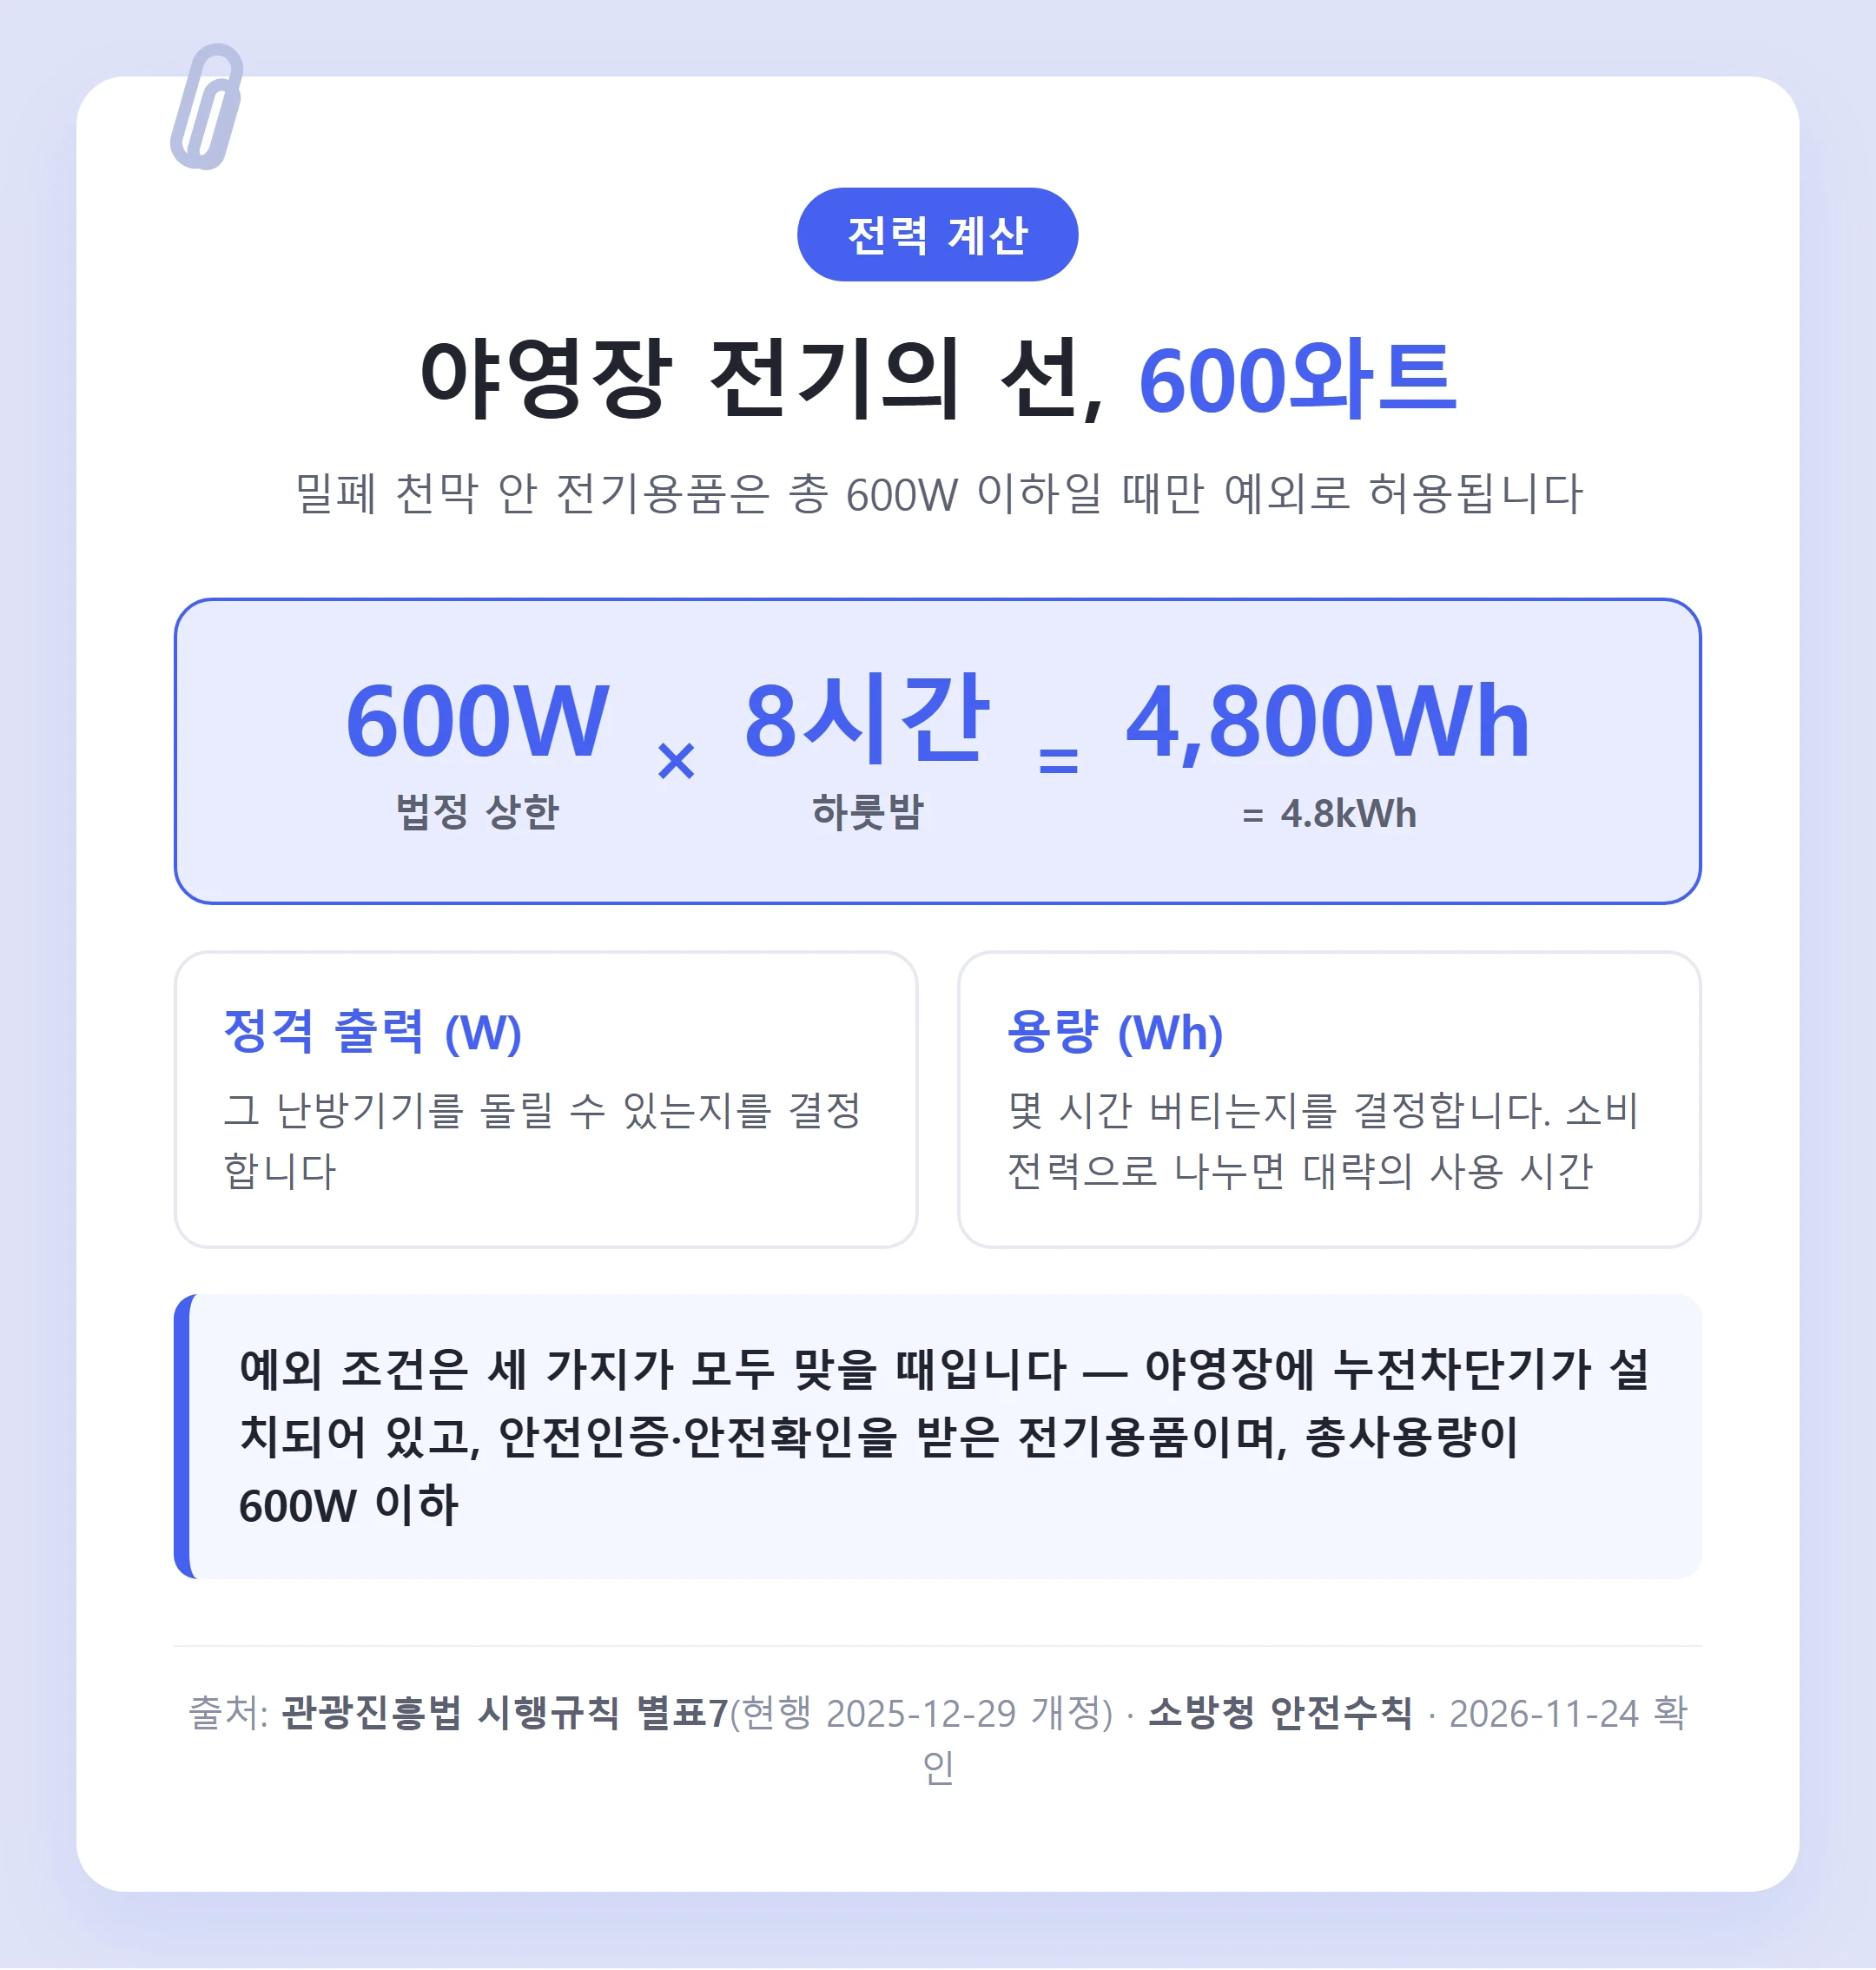 전력 계산
야영장 전기의 선, 600와트
밀폐 천막 안 전기용품은 총 600W 이하일 때만 예외로 허용됩니다
600W × 8시간 = 4,800Wh
법정 상한 하룻밤 = 4.8kWh
정격 출력 (W)
그 난방기기를 돌릴 수 있는지를 결정
합니다
용량 (Wh)
몇 시간 버티는지를 결정합니다. 소비
전력으로 나누면 대략의 사용 시간
예외 조건은 세 가지가 모두 맞을 때입니다 — 야영장에 누전차단기가 설
치되어 있고, 안전인증·안전확인을 받은 전기용품이며, 총사용량이
600W 이하
출처: 관광진흥법 시행규칙 별표7(현행 2025-12-29 개정) · 소방청 안전수칙 · 2026-11-24 확
인